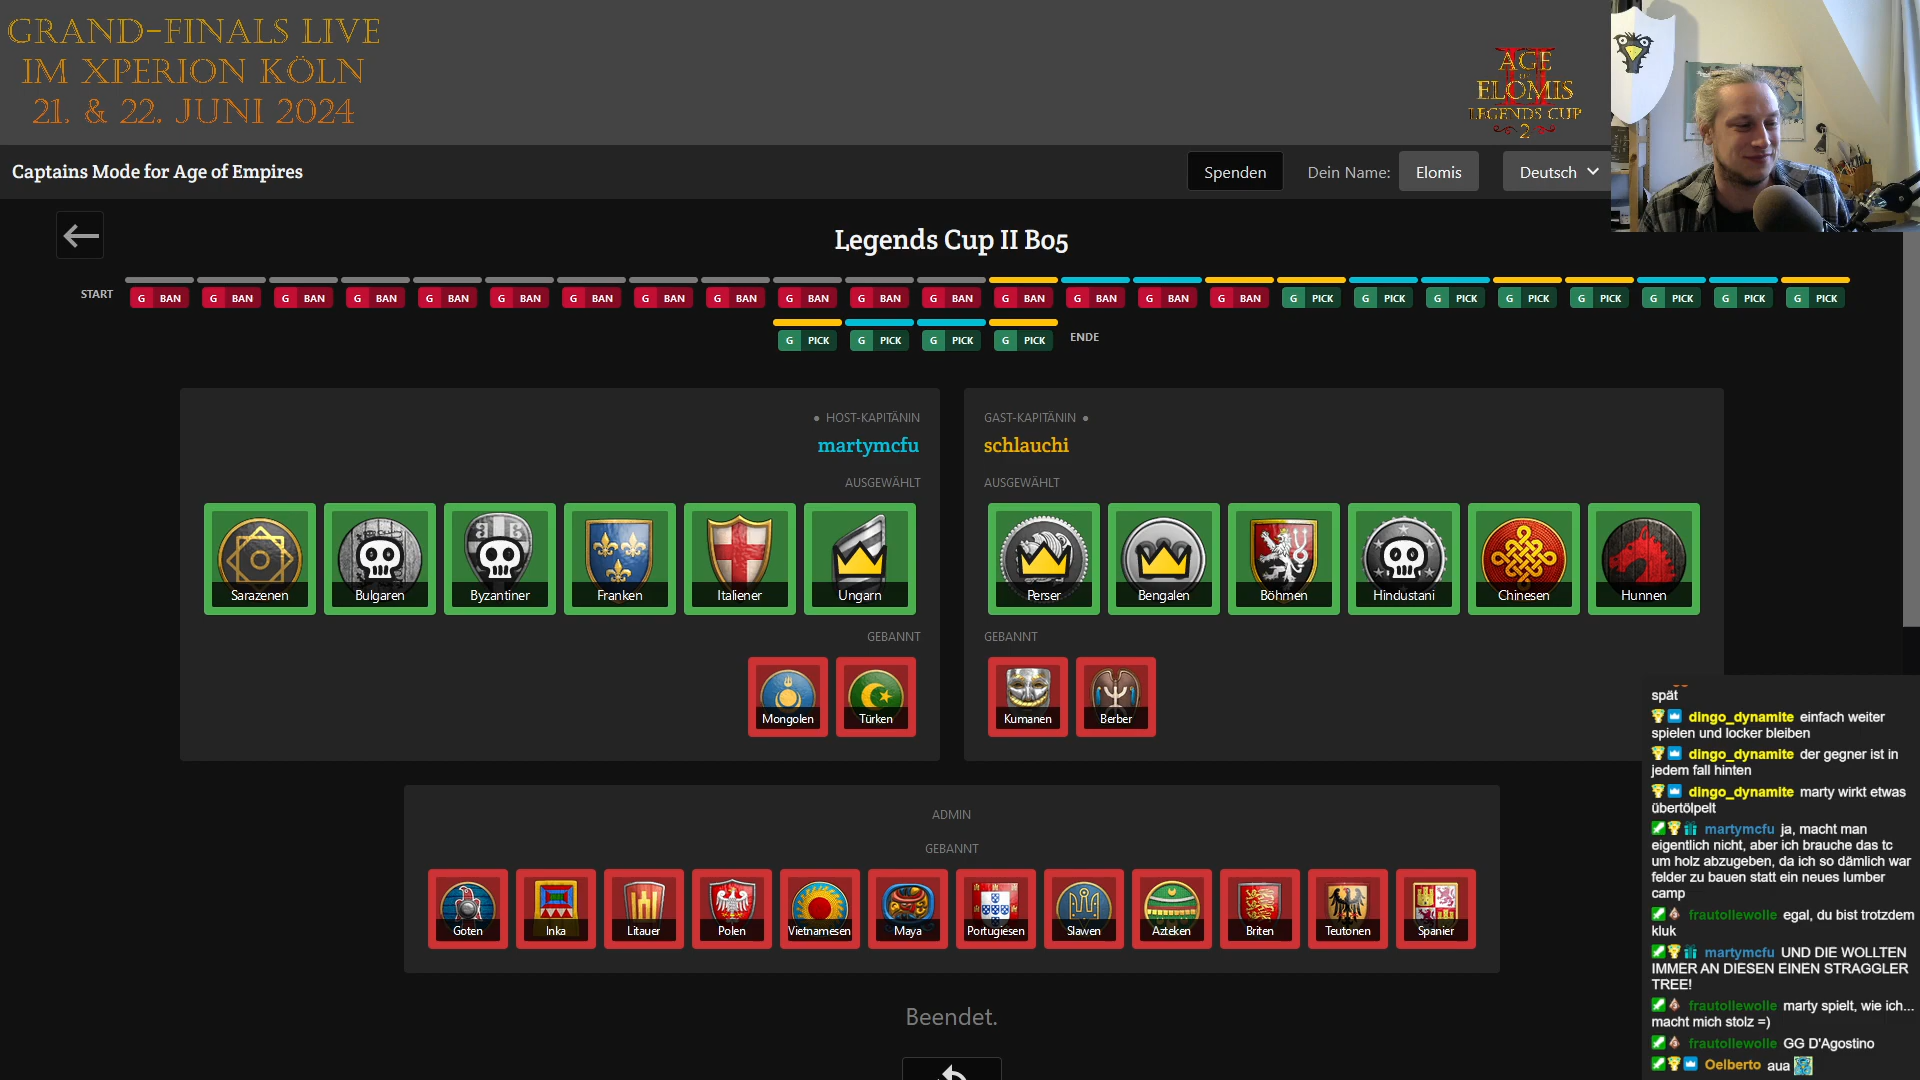 GRAND-FINALS LIVE
IM XPERION KÖLN
21. & 22. JUNI 2024
AGE
ELOMIS
LEGENDS CUP
2
Captains Mode for Age of Empires
Spenden
Dein Name:
Elomis
Deutsch
Legends Cup II Bo5
START
G BAN G BAN G BAN G BAN G BAN G BAN G BAN G BAN G BAN G BAN G BAN G BAN G BAN G BAN G BAN G BAN G PICK G PICK G PICK G PICK G PICK G PICK G PICK G PICK
G PICK G PICK G PICK G PICK
ENDE
HOST-KAPITÄNIN
martymcfu
AUSGEWÄHLT
Sarazenen Bulgaren Byzantiner Franken Italiener Ungarn
GEBANNT
Mongolen Türken
GAST-KAPITÄNIN
schlauchi
AUSGEWÄHLT
Perser Bengalen Böhmen Hindustani Chinesen Hunnen
GEBANNT
Kumanen Berber
ADMIN
GEBANNT
Goten Inka Litauer Polen Vietnamesen Maya Portugiesen Slawen Azteken Briten Teutonen Spanier
Beendet.
spät
dingo_dynamite einfach weiter
spielen und locker bleiben
dingo_dynamite der gegner ist in
jedem fall hinten
dingo_dynamite marty wirkt etwas
übertölpelt
martymcfu ja, macht man
eigentlich nicht, aber ich brauche das tc
um holz abzugeben, da ich so dämlich war
felder zu bauen statt ein neues lumber
camp
frautollewolle egal, du bist trotzdem
kluk
martymcfu UND DIE WOLLTEN
IMMER AN DIESEN EINEN STRAGGLER
TREE!
frautollewolle marty spielt, wie ich...
macht mich stolz =)
frautollewolle GG D'Agostino
Oelberto aua